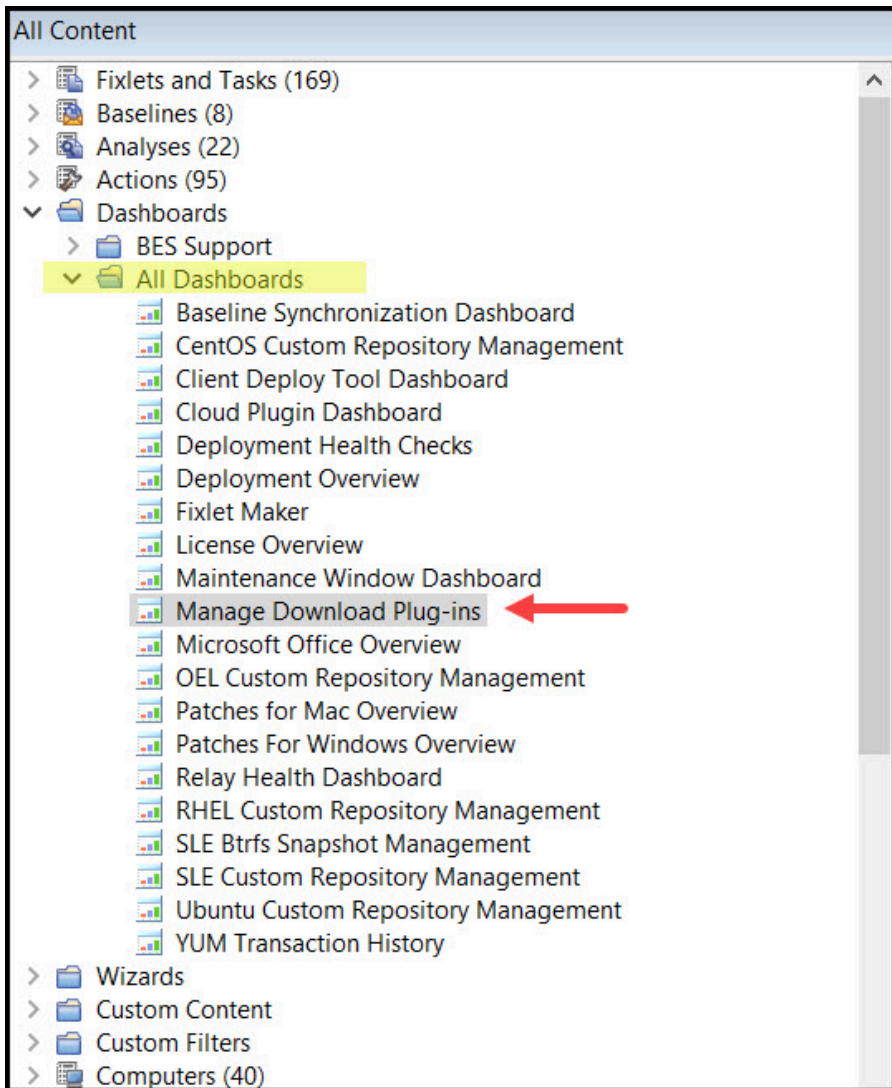 All Content
Fixlets and Tasks (169)
Baselines (8)
Analyses (22)
Actions (95)
Dashboards
BES Support
All Dashboards
Baseline Synchronization Dashboard
CentOS Custom Repository Management
Client Deploy Tool Dashboard
Cloud Plugin Dashboard
Deployment Health Checks
Deployment Overview
Fixlet Maker
License Overview
Maintenance Window Dashboard
Manage Download Plug-ins
Microsoft Office Overview
OEL Custom Repository Management
Patches for Mac Overview
Patches For Windows Overview
Relay Health Dashboard
RHEL Custom Repository Management
SLE Btrfs Snapshot Management
SLE Custom Repository Management
Ubuntu Custom Repository Management
YUM Transaction History
Wizards
Custom Content
Custom Filters
Computers (40)